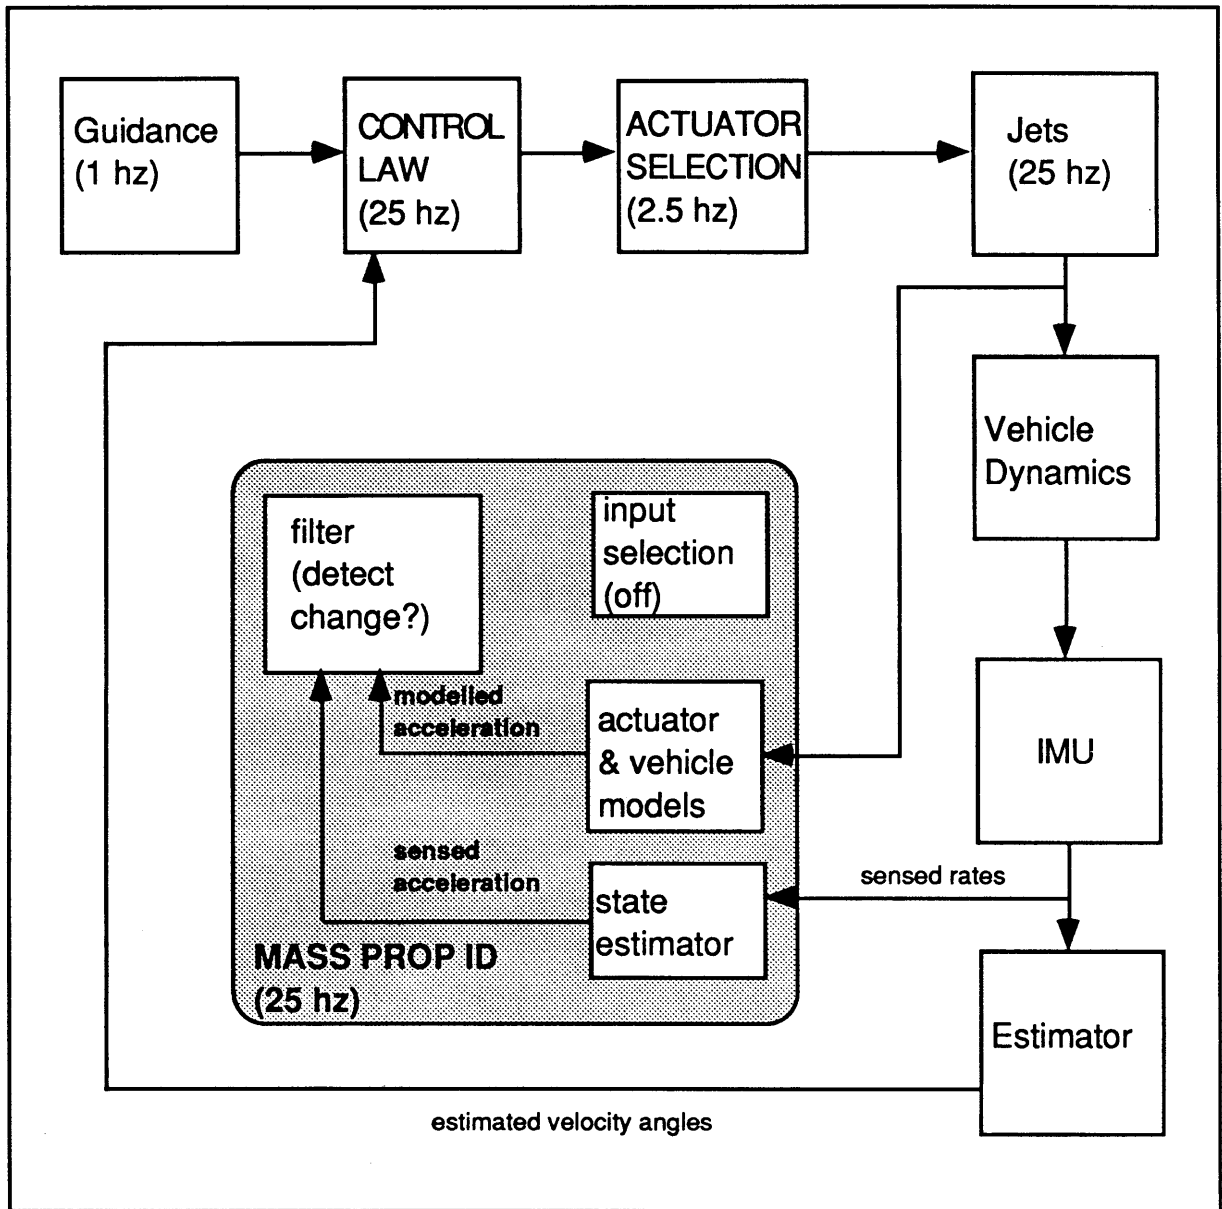 Guidance
(1 hz)
CONTROL
LAW
(25 hz)
ACTUATOR
SELECTION
(2.5 hz)
Jets
(25 hz)
Vehicle
Dynamics
filter
(detect
change?)
input
selection
(off)
modelled
acceleration
actuator
& vehicle
models
IMU
sensed
acceleration
state
estimator
sensed rates
MASS PROP ID
(25 hz)
Estimator
estimated velocity angles